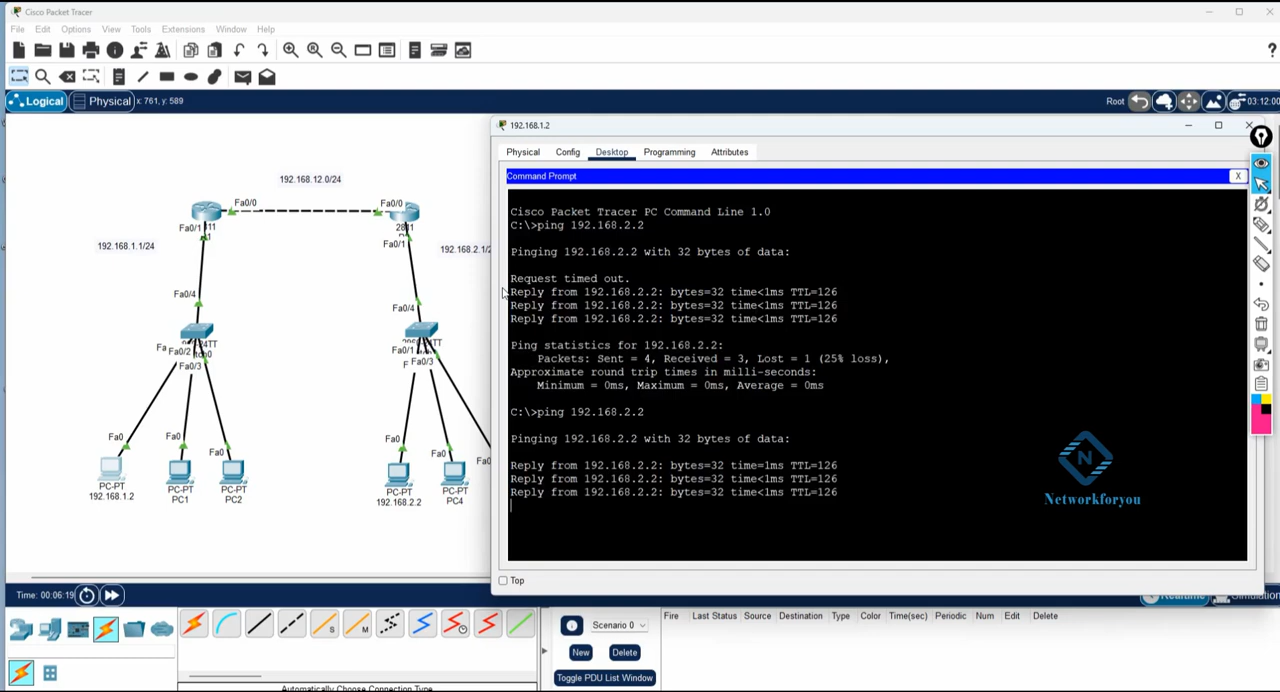 Cisco Packet Tracer
File Edit Options View Tools Extensions Window Help
Logical Physical x: 761, y: 589
Root 03:12:00
192.168.12.0/24
Fa0/0 Fa0/0
Fa0/1
Fa0/1
192.168.1.1/24
192.168.2.1/2
Fa0/4 Fa0/4
Fa0/2
Fa0/3
Fa0/1
Fa0/3
Fa0 Fa0 Fa0
Fa0 Fa0 Fa0
PC-PT
192.168.1.2
PC-PT
PC1
PC-PT
PC2
PC-PT
192.168.2.2
PC-PT
PC4
192.168.1.2
Physical Config Desktop Programming Attributes
Command Prompt X
Cisco Packet Tracer PC Command Line 1.0
C:\>ping 192.168.2.2
Pinging 192.168.2.2 with 32 bytes of data:
Request timed out.
Reply from 192.168.2.2: bytes=32 time<1ms TTL=126
Reply from 192.168.2.2: bytes=32 time<1ms TTL=126
Reply from 192.168.2.2: bytes=32 time<1ms TTL=126
Ping statistics for 192.168.2.2:
Packets: Sent = 4, Received = 3, Lost = 1 (25% loss),
Approximate round trip times in milli-seconds:
Minimum = 0ms, Maximum = 0ms, Average = 0ms
C:\>ping 192.168.2.2
Pinging 192.168.2.2 with 32 bytes of data:
Reply from 192.168.2.2: bytes=32 time=1ms TTL=126
Reply from 192.168.2.2: bytes=32 time<1ms TTL=126
Reply from 192.168.2.2: bytes=32 time<1ms TTL=126
N
Networkforyou
Top
Time: 00:06:19
Realtime Simulation
Scenario 0
New Delete
Toggle PDU List Window
Fire Last Status Source Destination Type Color Time(sec) Periodic Num Edit Delete
Automatically Choose Connection Type